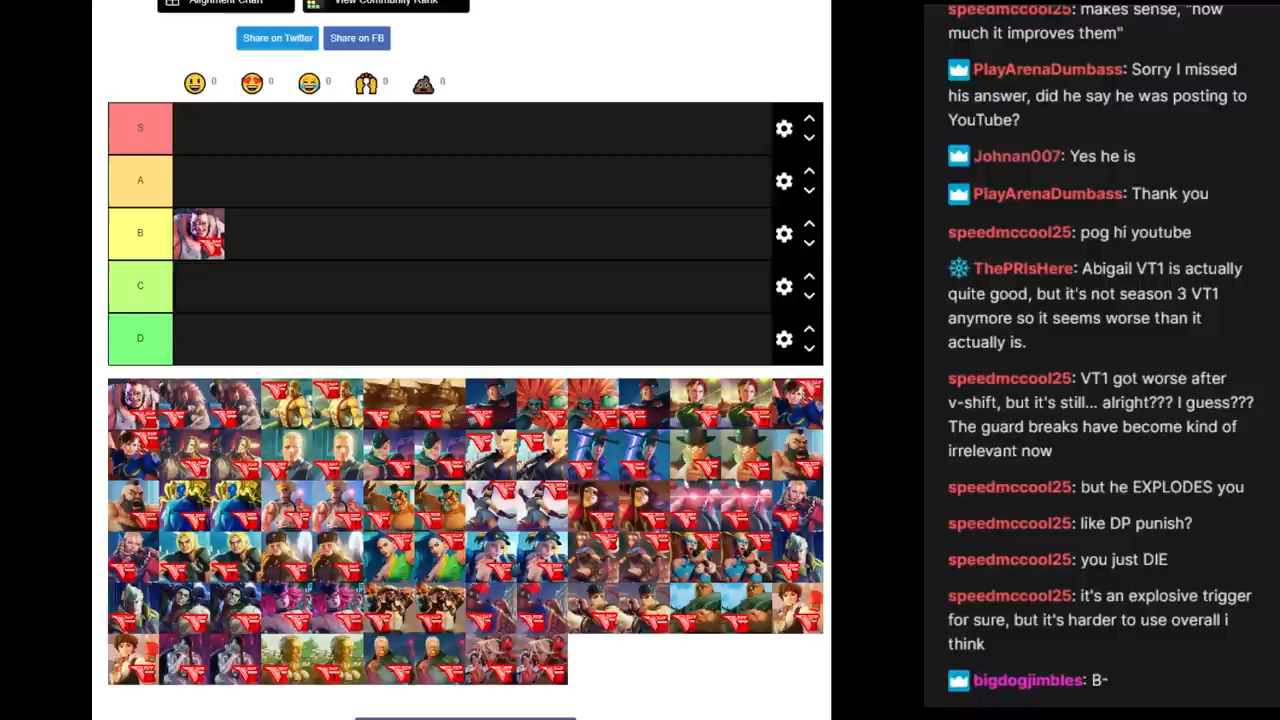 Alignment Chart
View Community Rank
Share on Twitter
Share on FB
0
0
0
0
0
S
A
B
C
D
speedmccool25: makes sense, "how
much it improves them"
PlayArenaDumbass: Sorry I missed
his answer, did he say he was posting to
YouTube?
Johnan007: Yes he is
PlayArenaDumbass: Thank you
speedmccool25: pog hi youtube
ThePRIsHere: Abigail VT1 is actually
quite good, but it's not season 3 VT1
anymore so it seems worse than it
actually is.
speedmccool25: VT1 got worse after
v-shift, but it's still... alright??? I guess???
The guard breaks have become kind of
irrelevant now
speedmccool25: but he EXPLODES you
speedmccool25: like DP punish?
speedmccool25: you just DIE
speedmccool25: it's an explosive trigger
for sure, but it's harder to use overall i
think
bigdogjimbles: B-